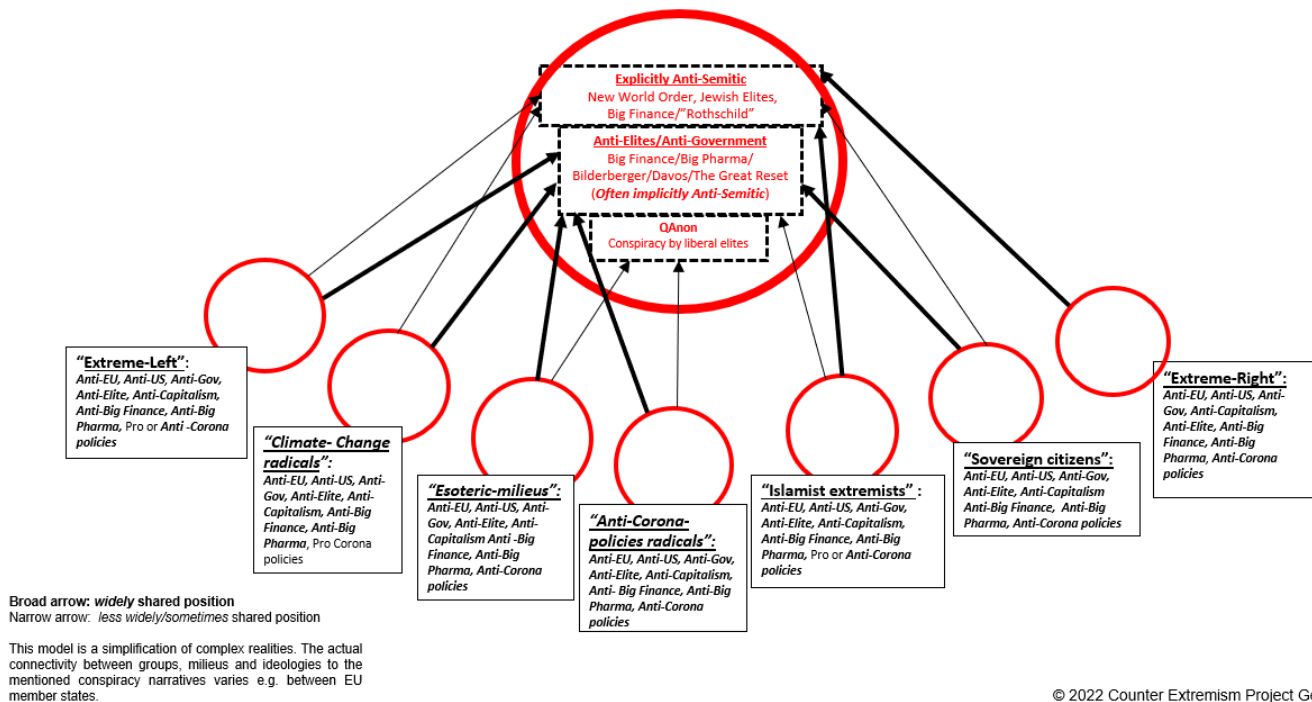 Explicitly Anti-Semitic
New World Order, Jewish Elites,
Big Finance/"Rothschild"
Anti-Elites/Anti-Government
Big Finance/Big Pharma/
Bilderberger/Davos/The Great Reset
(Often implicitly Anti-Semitic)
QAnon
Conspiracy by liberal elites
"Extreme-Left":
Anti-EU, Anti-US, Anti-Gov,
Anti-Elite, Anti-Capitalism,
Anti-Big Finance, Anti-Big
Pharma, Pro or Anti -Corona
policies
"Climate- Change
radicals":
Anti-EU, Anti-US, Anti-
Gov, Anti-Elite, Anti-
Capitalism, Anti-Big
Finance, Anti-Big
Pharma, Pro Corona
policies
"Esoteric-milieus":
Anti-EU, Anti-US, Anti-
Gov, Anti-Elite, Anti-
Capitalism Anti -Big
Finance, Anti-Big
Pharma, Anti-Corona
policies
"Anti-Corona-
policies radicals":
Anti-EU, Anti-US, Anti-Gov,
Anti-Elite, Anti-Capitalism,
Anti- Big Finance, Anti-Big
Pharma, Anti-Corona
policies
"Islamist extremists" :
Anti-EU, Anti-US, Anti-Gov,
Anti-Elite, Anti-Capitalism,
Anti-Big Finance, Anti-Big
Pharma, Pro or Anti-Corona
policies
"Sovereign citizens":
Anti-EU, Anti-US, Anti-Gov,
Anti-Elite, Anti-Capitalism
Anti-Big Finance, Anti-Big
Pharma, Anti-Corona policies
"Extreme-Right":
Anti-EU, Anti-US, Anti-
Gov, Anti-Capitalism,
Anti-Elite, Anti-Big
Finance, Anti-Big
Pharma, Anti-Corona
policies
Broad arrow: widely shared position
Narrow arrow: less widely/sometimes shared position
This model is a simplification of complex realities. The actual
connectivity between groups, milieus and ideologies to the
mentioned conspiracy narratives varies e.g. between EU
member states.
© 2022 Counter Extremism Project Ge